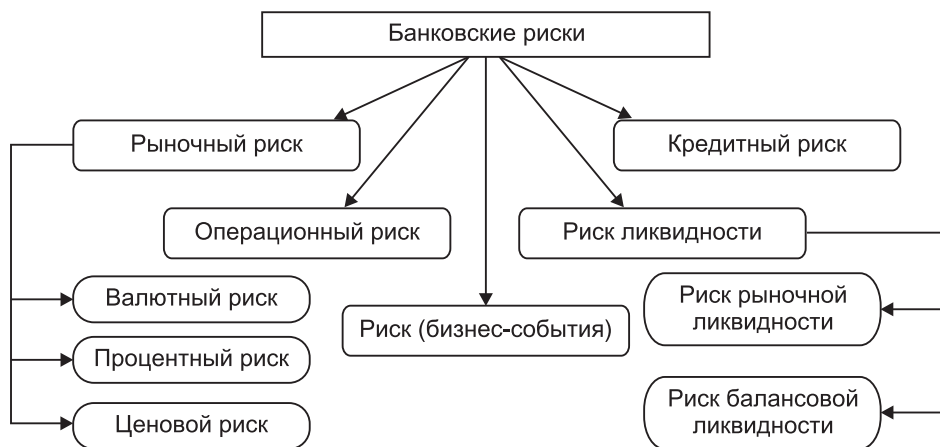 Банковские риски
Рыночный риск
Кредитный риск
Операционный риск
Риск ликвидности
Валютный риск
Риск (бизнес-события)
Риск рыночной
ликвидности
Процентный риск
Ценовой риск
Риск балансовой
ликвидности